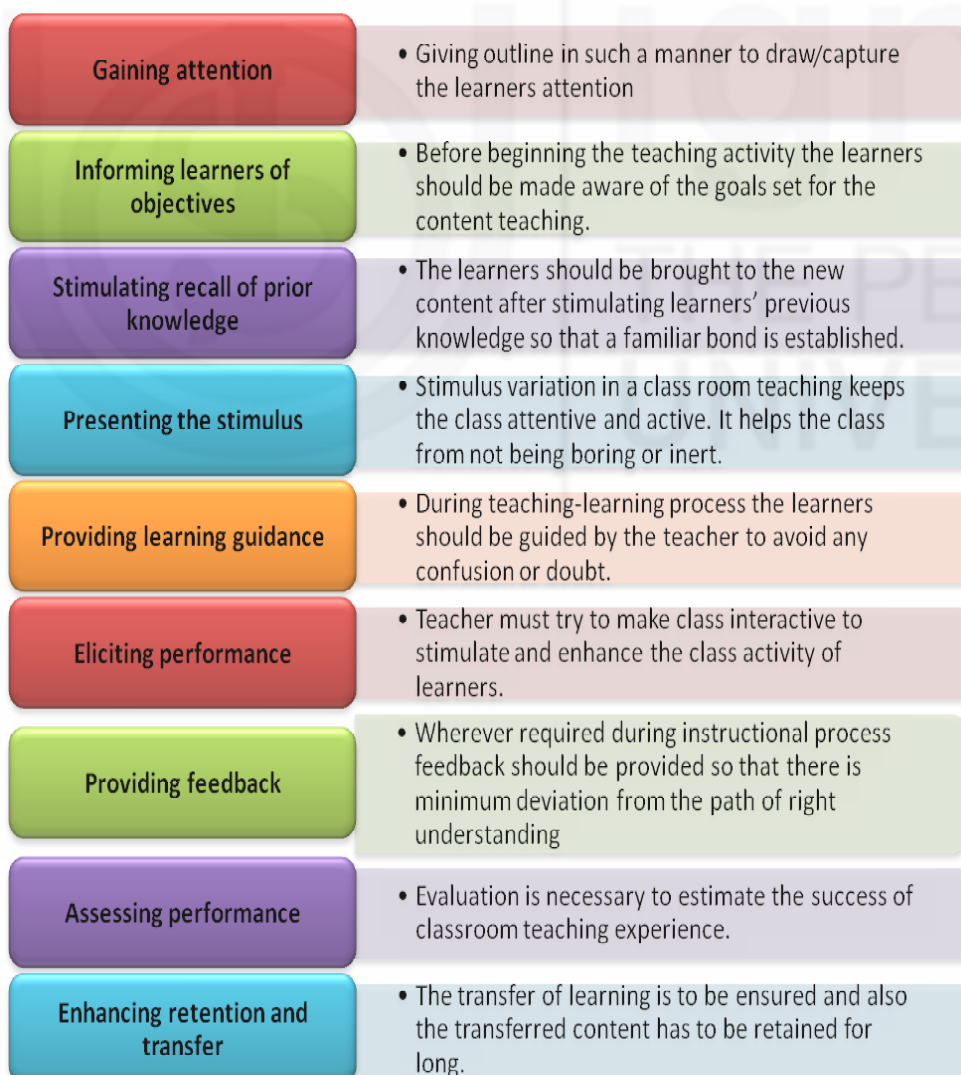 Gaining attention
• Giving outline in such a manner to draw/capture
the learners attention
Informing learners of
objectives
• Before beginning the teaching activity the learners
should be made aware of the goals set for the
content teaching.
Stimulating recall of prior
knowledge
• The learners should be brought to the new
content after stimulating learners’ previous
knowledge so that a familiar bond is established.
Presenting the stimulus
• Stimulus variation in a class room teaching keeps
the class attentive and active. It helps the class
from not being boring or inert.
Providing learning guidance
• During teaching-learning process the learners
should be guided by the teacher to avoid any
confusion or doubt.
Eliciting performance
• Teacher must try to make class interactive to
stimulate and enhance the class activity of
learners.
Providing feedback
• Wherever required during instructional process
feedback should be provided so that there is
minimum deviation from the path of right
understanding
Assessing performance
• Evaluation is necessary to estimate the success of
classroom teaching experience.
Enhancing retention and
transfer
• The transfer of learning is to be ensured and also
the transferred content has to be retained for
long.